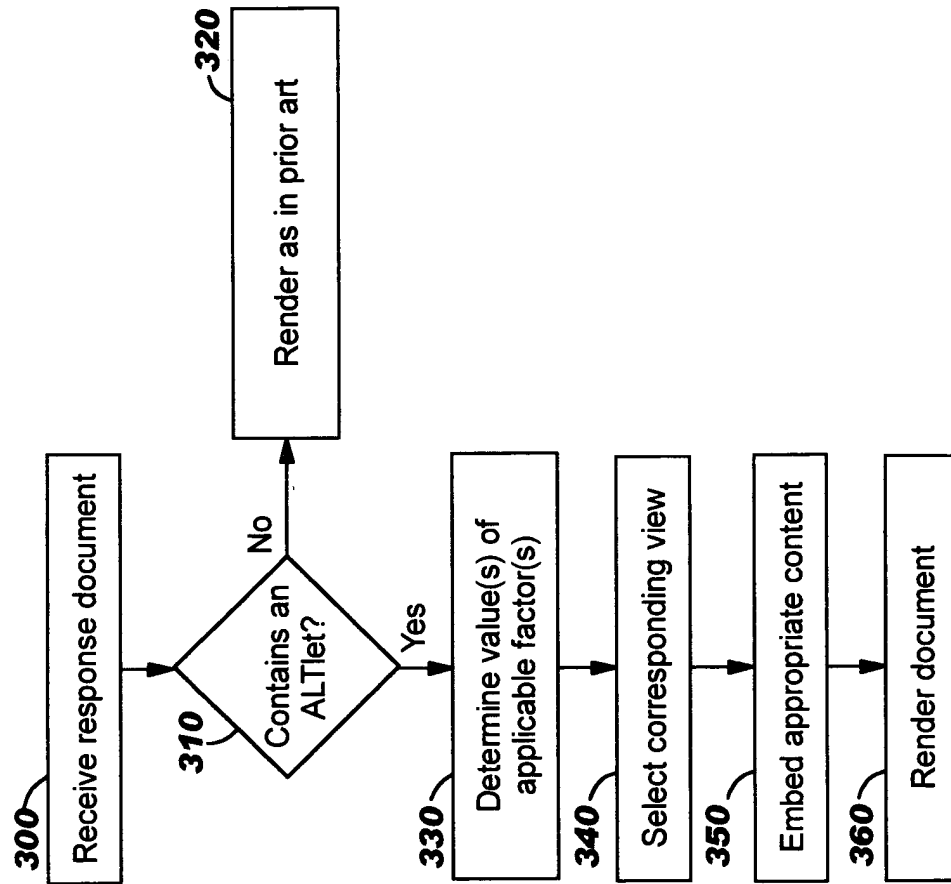 300
Receive response document
310
Contains an
ALTlet?
No
320
Render as in prior art
Yes
330
Determine value(s) of
applicable factor(s)
340
Select corresponding view
350
Embed appropriate content
360
Render document